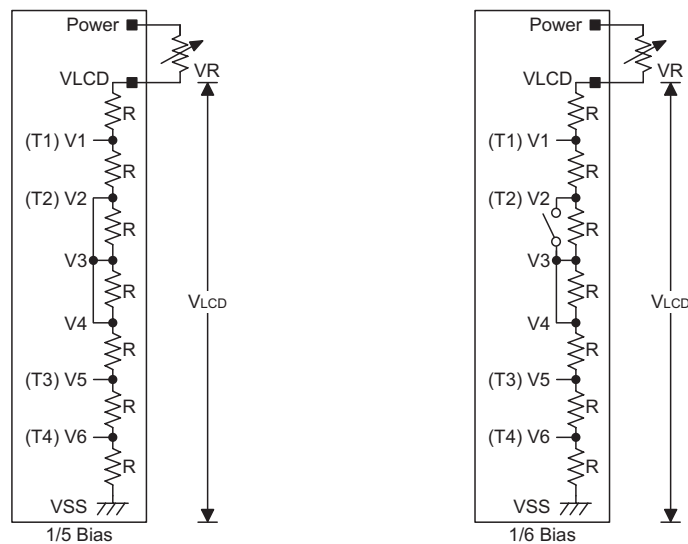 Power
VR
VLCD
R
(T1) V1
R
(T2) V2
R
V3
R
VLCD
V4
R
(T3) V5
R
(T4) V6
R
VSS
1/5 Bias
Power
VR
VLCD
R
(T1) V1
R
(T2) V2
R
V3
R
VLCD
V4
R
(T3) V5
R
(T4) V6
R
VSS
1/6 Bias